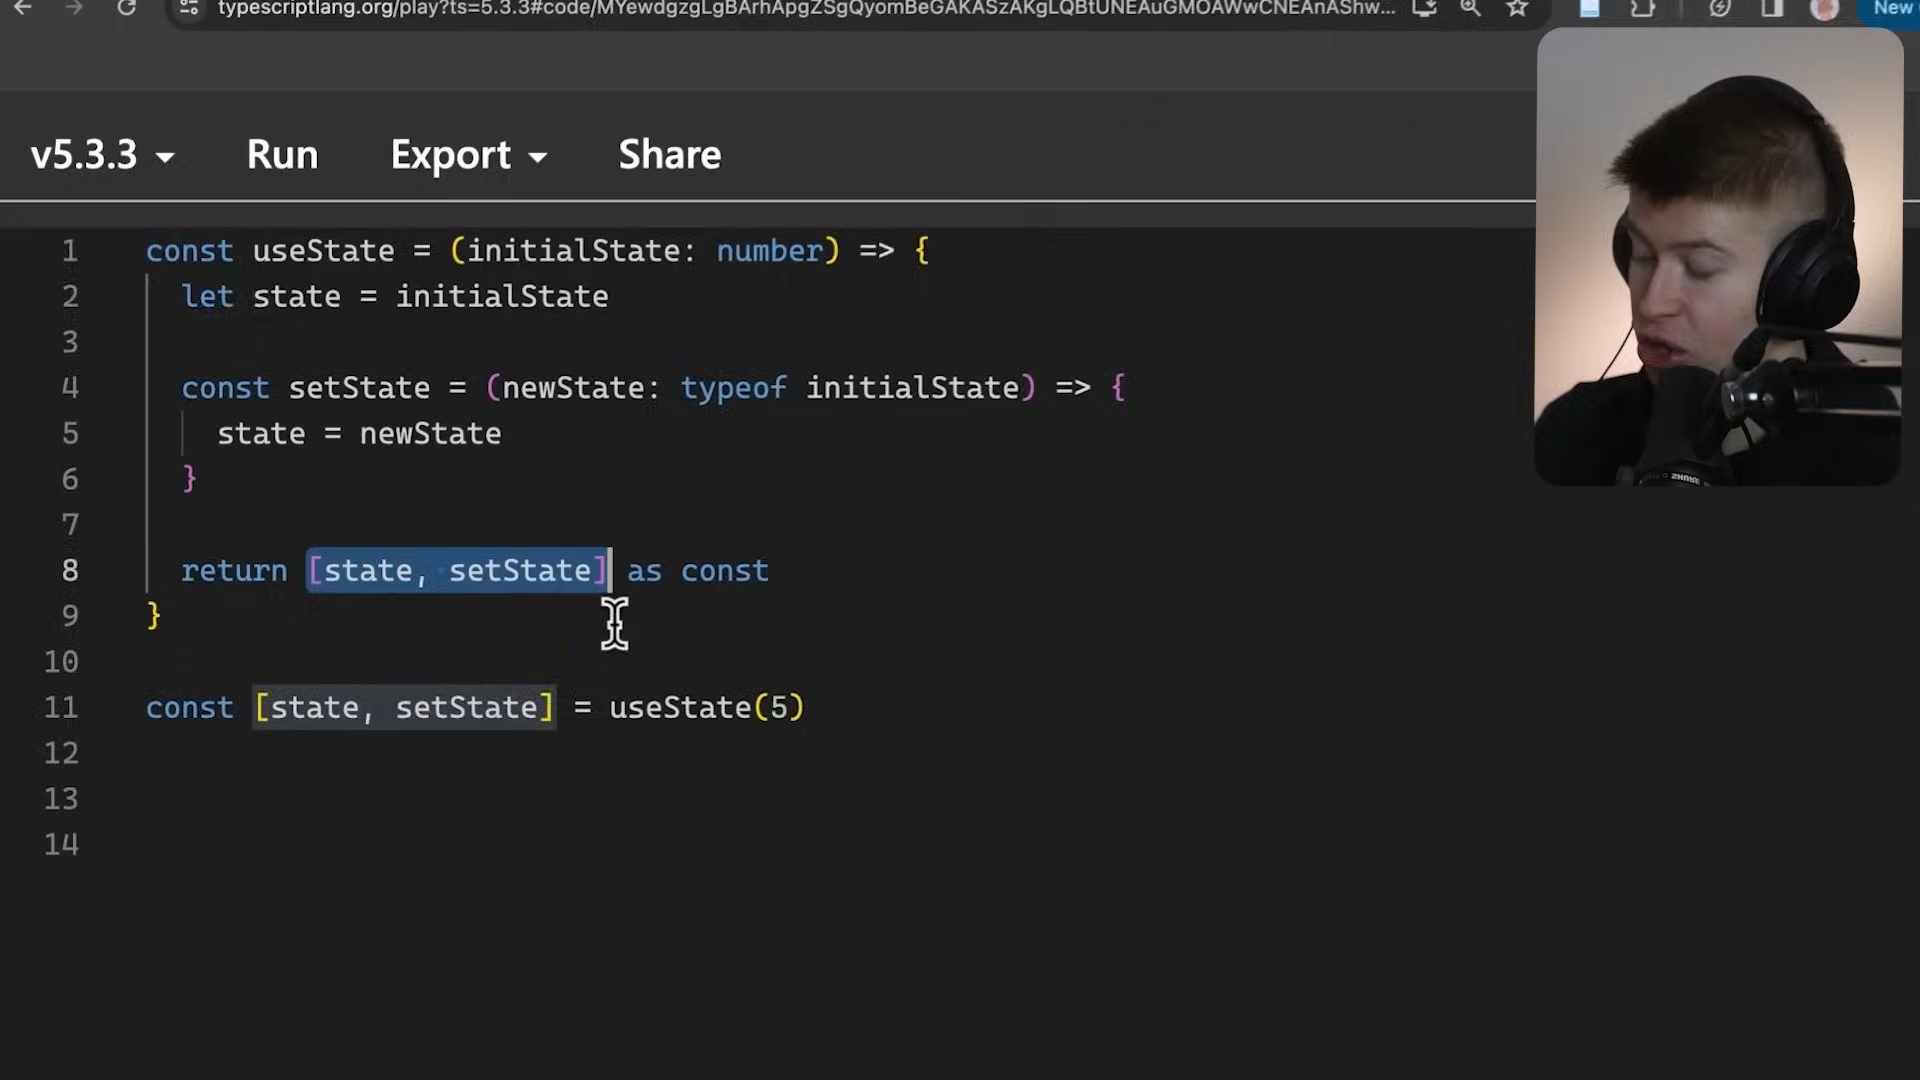 typescriptlang.org/play?ts=5.3.3#code/MYewdgzgLgBArhApgZSgQyomBeGAKASzAKgLQBtUNEAuGMOAWwCNEAnAShw...
New
v5.3.3 Run Export Share
1 const useState = (initialState: number) => {
2 let state = initialState
3
4 const setState = (newState: typeof initialState) => {
5 state = newState
6 }
7
8 return [state, setState] as const
9 }
10
11 const [state, setState] = useState(5)
12
13
14